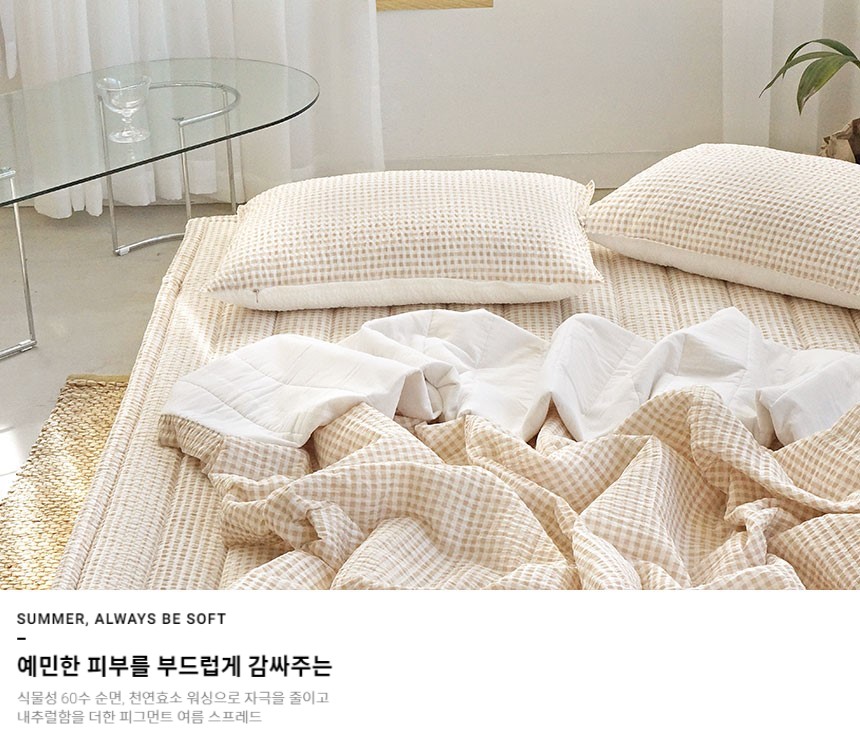 SUMMER, ALWAYS BE SOFT
예민한 피부를 부드럽게 감싸주는
식물성 60수 순면, 천연효소 워싱으로 자극을 줄이고
내추럴함을 더한 피그먼트 여름 스프레드